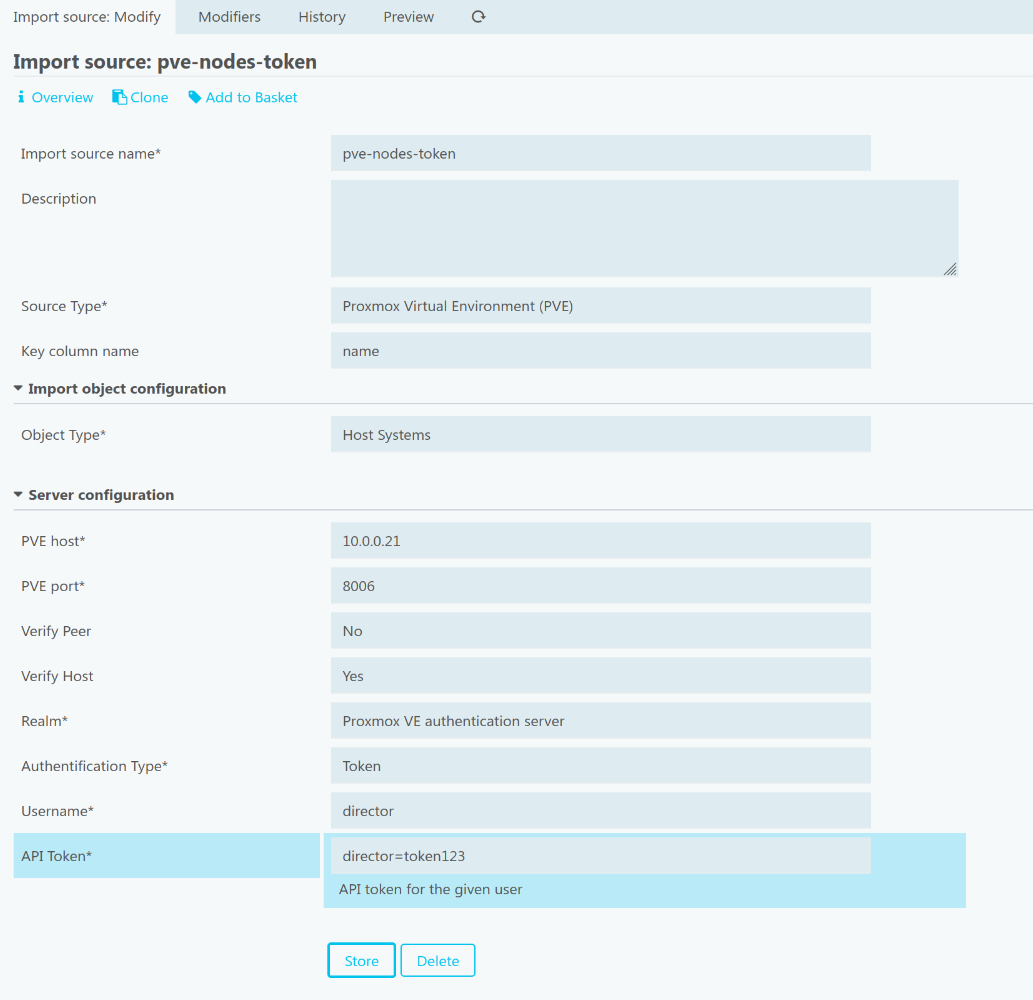 Import source: Modify Modifiers History Preview
Import source: pve-nodes-token
Overview Clone Add to Basket
Import source name* pve-nodes-token
Description
Source Type* Proxmox Virtual Environment (PVE)
Key column name name
Import object configuration
Object Type* Host Systems
Server configuration
PVE host* 10.0.0.21
PVE port* 8006
Verify Peer No
Verify Host Yes
Realm* Proxmox VE authentication server
Authentification Type* Token
Username* director
API Token* director=token123
API token for the given user
Store Delete